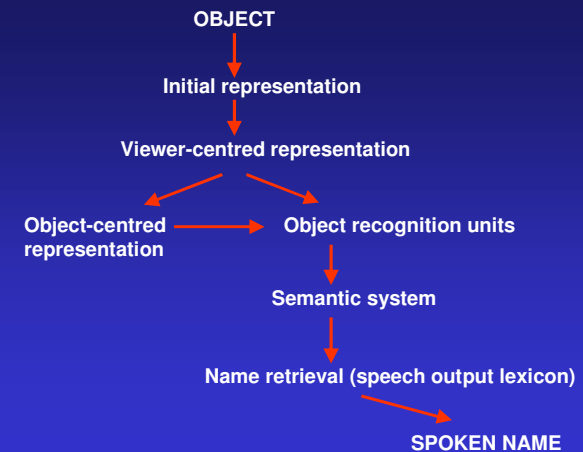 OBJECT
Initial representation
Viewer-centred representation
Object-centred
representation
Object recognition units
Semantic system
Name retrieval (speech output lexicon)
SPOKEN NAME